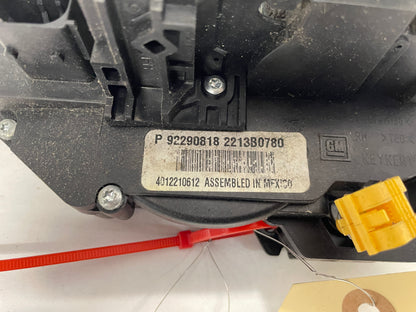 P 92290818 2213B0780
4012210612 ASSEMBLED IN MEXICO
GM